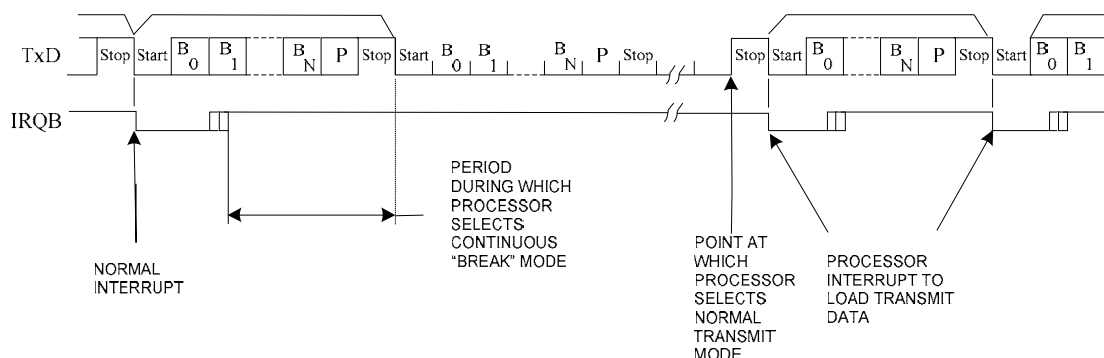 TxD Stop Start B0 B1 BN P Stop Start B0 B1 BN P Stop Stop Start B0 BN P Stop Start B0 B1
IRQB
NORMAL
INTERRUPT
PERIOD
DURING WHICH
PROCESSOR
SELECTS
CONTINUOUS
“BREAK” MODE
POINT AT
WHICH
PROCESSOR
SELECTS
NORMAL
TRANSMIT
MODE
PROCESSOR
INTERRUPT TO
LOAD TRANSMIT
DATA